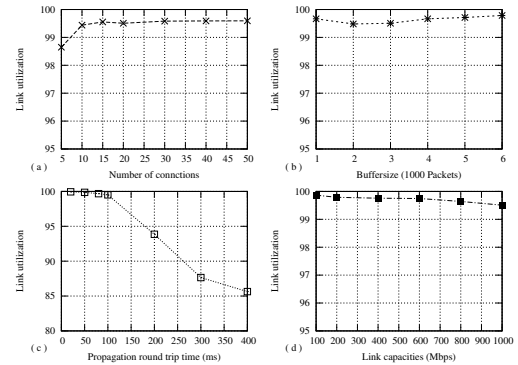 100
99
98
97
96
95
Link utilization
5 10 15 20 25 30 35 40 45 50
( a ) Number of connctions
100
99
98
97
96
95
Link utilization
1 2 3 4 5 6
( b ) Buffersize (1000 Packets)
100
95
90
85
80
Link utilization
0 50 100 150 200 250 300 350 400
( c ) Propagation round trip time (ms)
100
99
98
97
96
95
Link utilization
100 200 300 400 500 600 700 800 900 1000
( d ) Link capacities (Mbps)